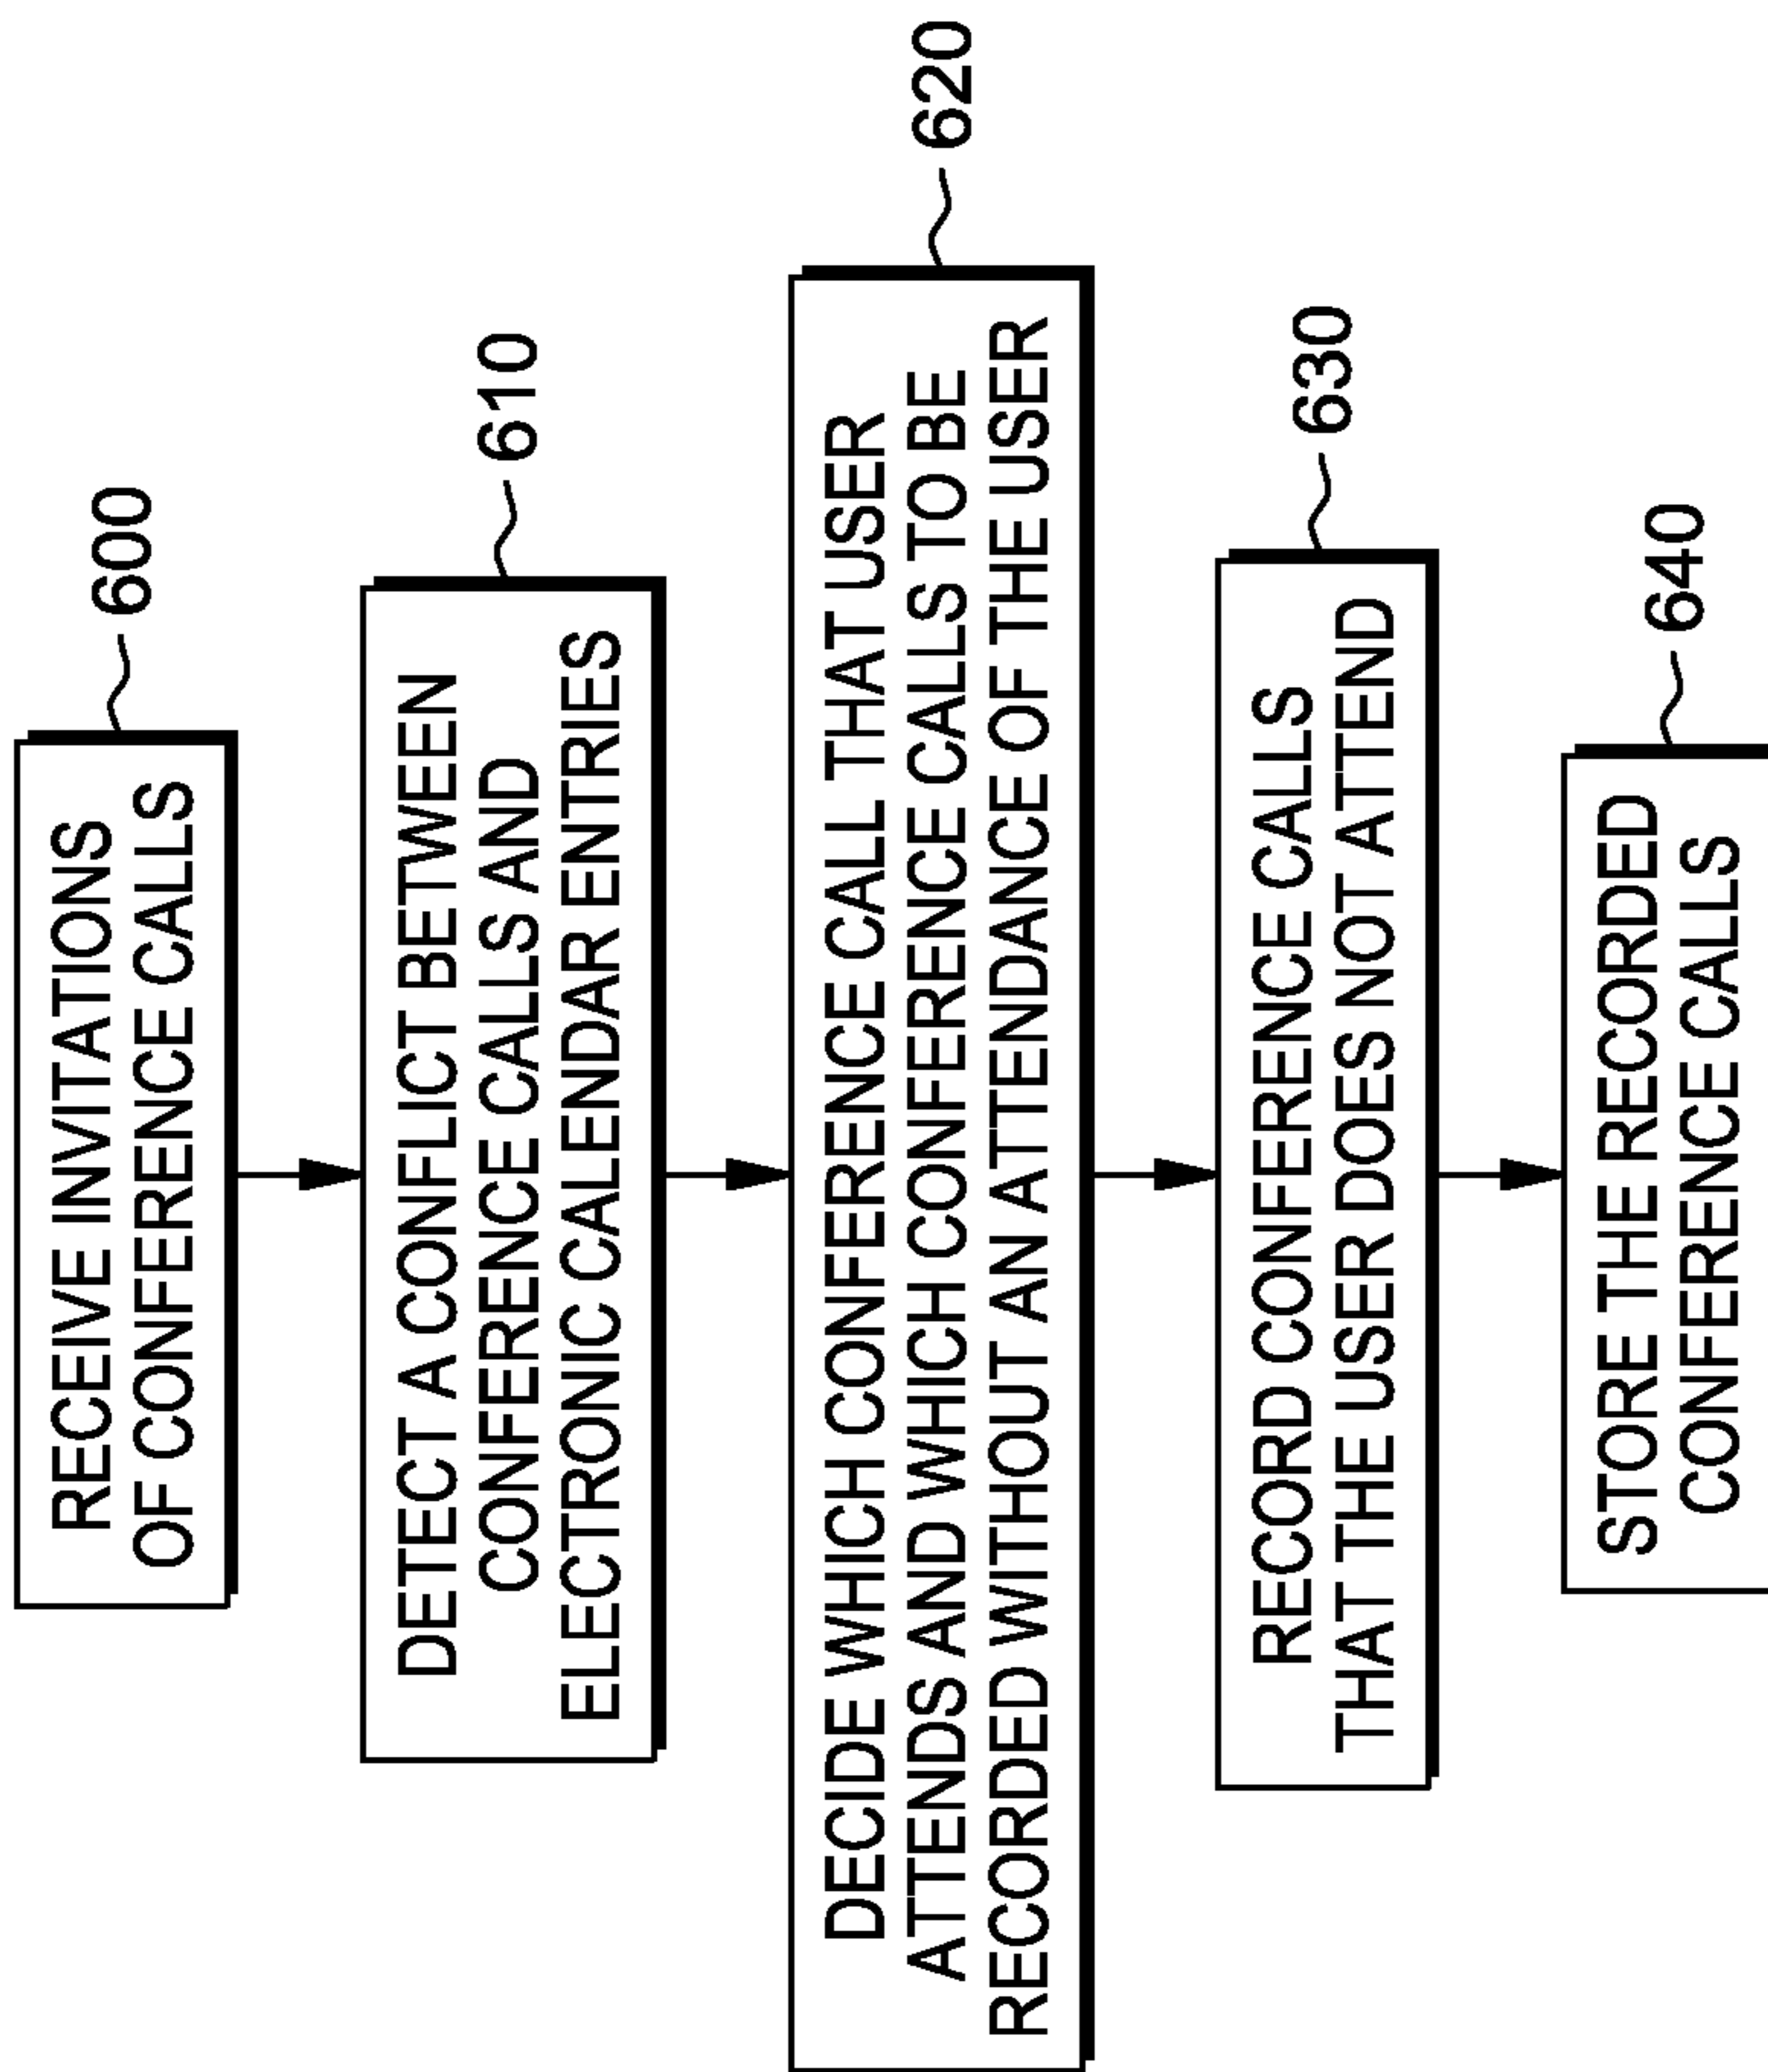 RECEIVE INVITATIONS
OF CONFERENCE CALLS
600
DETECT A CONFLICT BETWEEN
CONFERENCE CALLS AND
ELECTRONIC CALENDAR ENTRIES
610
DECIDE WHICH CONFERENCE CALL THAT USER
ATTENDS AND WHICH CONFERENCE CALLS TO BE
RECORDED WITHOUT AN ATTENDANCE OF THE USER
620
RECORD CONFERENCE CALLS
THAT THE USER DOES NOT ATTEND
630
STORE THE RECORDED
CONFERENCE CALLS
640